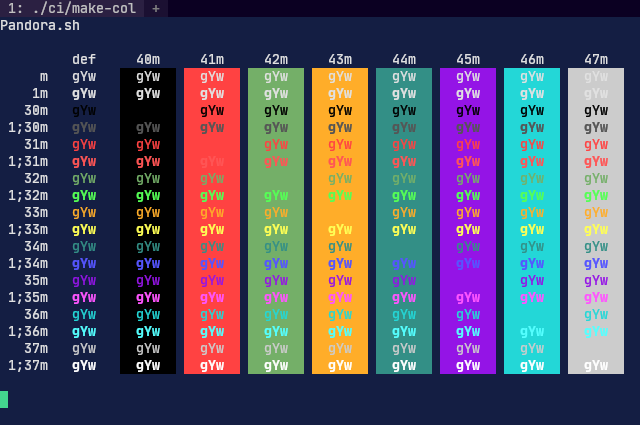 1: ./ci/make-col +
Pandora.sh
def 40m 41m 42m 43m 44m 45m 46m 47m
m gYw gYw gYw gYw gYw gYw gYw gYw gYw
1m gYw gYw gYw gYw gYw gYw gYw gYw gYw
30m gYw gYw gYw gYw gYw gYw gYw gYw
1;30m gYw gYw gYw gYw gYw gYw gYw gYw gYw
31m gYw gYw gYw gYw gYw gYw gYw gYw
1;31m gYw gYw gYw gYw gYw gYw gYw gYw gYw
32m gYw gYw gYw gYw gYw gYw gYw gYw
1;32m gYw gYw gYw gYw gYw gYw gYw gYw gYw
33m gYw gYw gYw gYw gYw gYw gYw gYw
1;33m gYw gYw gYw gYw gYw gYw gYw gYw gYw
34m gYw gYw gYw gYw gYw gYw gYw gYw
1;34m gYw gYw gYw gYw gYw gYw gYw gYw gYw
35m gYw gYw gYw gYw gYw gYw gYw gYw
1;35m gYw gYw gYw gYw gYw gYw gYw gYw gYw
36m gYw gYw gYw gYw gYw gYw gYw gYw
1;36m gYw gYw gYw gYw gYw gYw gYw gYw gYw
37m gYw gYw gYw gYw gYw gYw gYw gYw
1;37m gYw gYw gYw gYw gYw gYw gYw gYw gYw